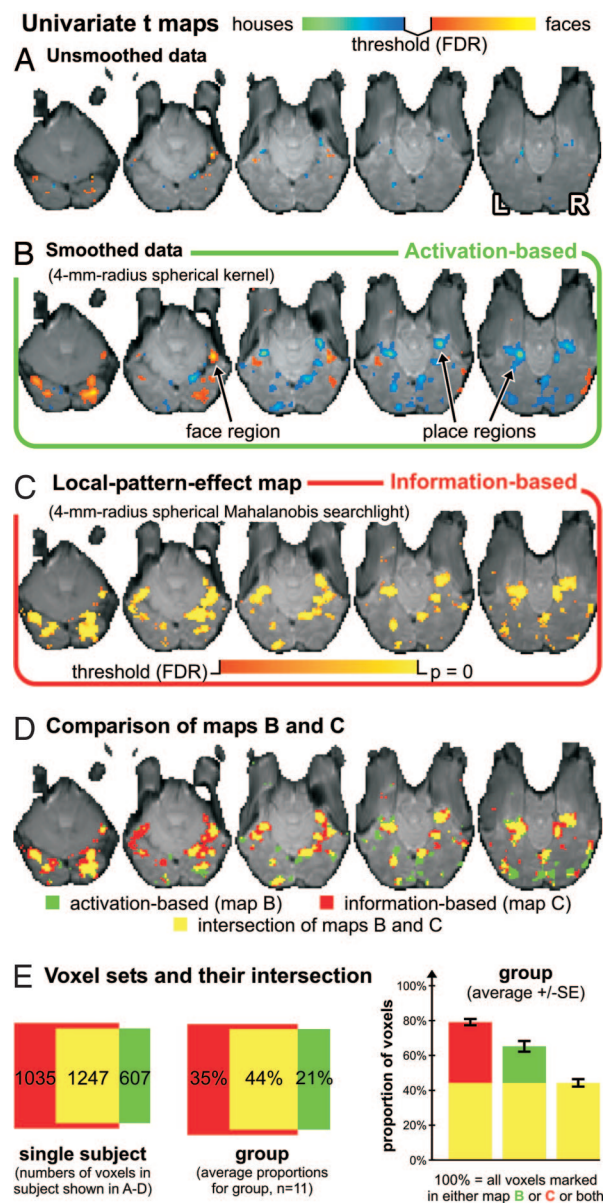 Univariate t maps
houses
faces
threshold (FDR)
A Unsmoothed data
L R
B Smoothed data
Activation-based
(4-mm-radius spherical kernel)
face region
place regions
C Local-pattern-effect map
Information-based
(4-mm-radius spherical Mahalanobis searchlight)
threshold (FDR)
p = 0
D Comparison of maps B and C
activation-based (map B)
information-based (map C)
intersection of maps B and C
E Voxel sets and their intersection
1035 1247 607
single subject
(numbers of voxels in
subject shown in A-D)
35% 44% 21%
group
(average proportions
for group, n=11)
group
(average +/-SE)
proportion of voxels
100%
80%
60%
40%
20%
0%
100% = all voxels marked
in either map B or C or both